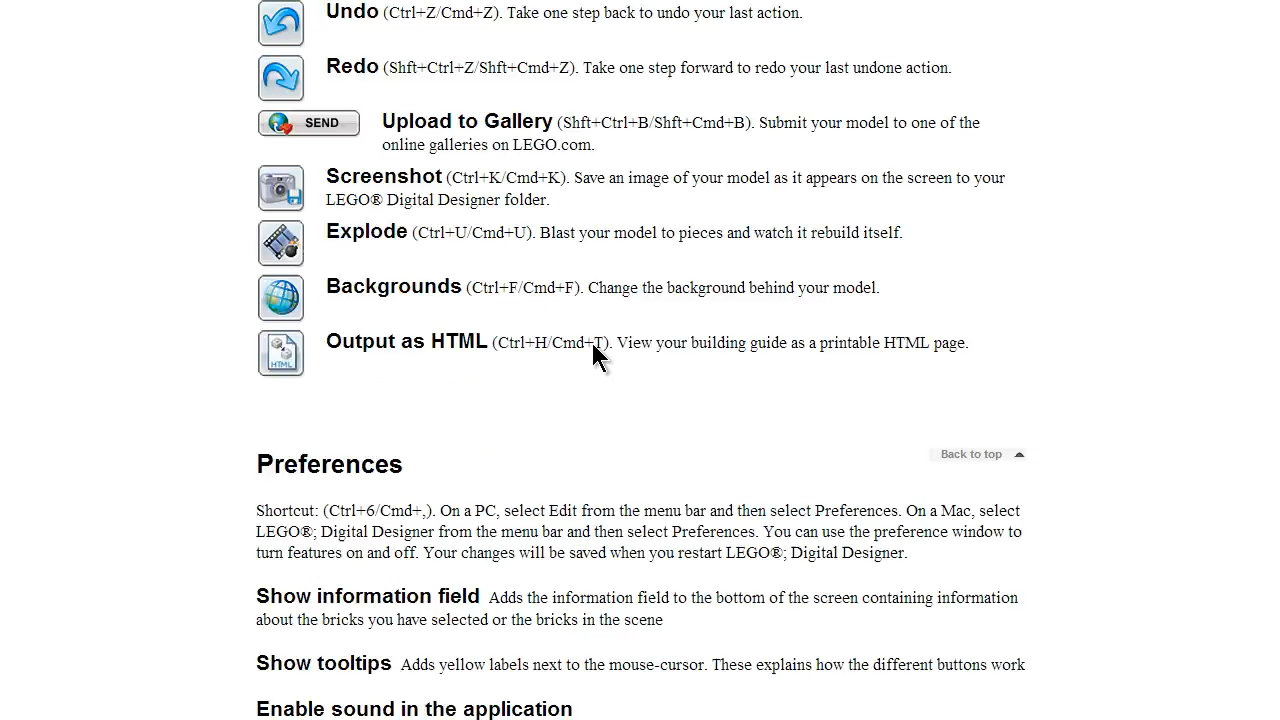 Undo (Ctrl+Z/Cmd+Z). Take one step back to undo your last action.
Redo (Shft+Ctrl+Z/Shft+Cmd+Z). Take one step forward to redo your last undone action.
SEND
Upload to Gallery (Shft+Ctrl+B/Shft+Cmd+B). Submit your model to one of the
online galleries on LEGO.com.
Screenshot (Ctrl+K/Cmd+K). Save an image of your model as it appears on the screen to your
LEGO® Digital Designer folder.
Explode (Ctrl+U/Cmd+U). Blast your model to pieces and watch it rebuild itself.
Backgrounds (Ctrl+F/Cmd+F). Change the background behind your model.
HTML
Output as HTML (Ctrl+H/Cmd+T). View your building guide as a printable HTML page.
Back to top
Preferences
Shortcut: (Ctrl+6/Cmd+,). On a PC, select Edit from the menu bar and then select Preferences. On a Mac, select
LEGO®; Digital Designer from the menu bar and then select Preferences. You can use the preference window to
turn features on and off. Your changes will be saved when you restart LEGO®; Digital Designer.
Show information field Adds the information field to the bottom of the screen containing information
about the bricks you have selected or the bricks in the scene
Show tooltips Adds yellow labels next to the mouse-cursor. These explains how the different buttons work
Enable sound in the application